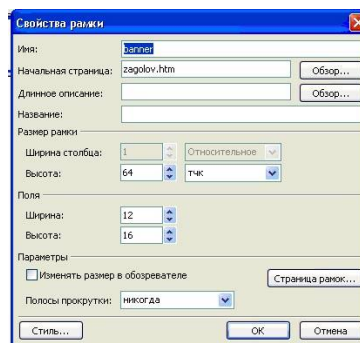 Свойства рамки
Имя: banner
Начальная страница: zagolov.htm Обзор...
Длинное описание: Обзор...
Название:
Размер рамки
Ширина столбца: 1 Относительное
Высота: 64 тчк
Поля
Ширина: 12
Высота: 16
Параметры
Изменять размер в обозревателе
Страница рамок...
Полосы прокрутки: никогда
Стиль... ОК Отмена